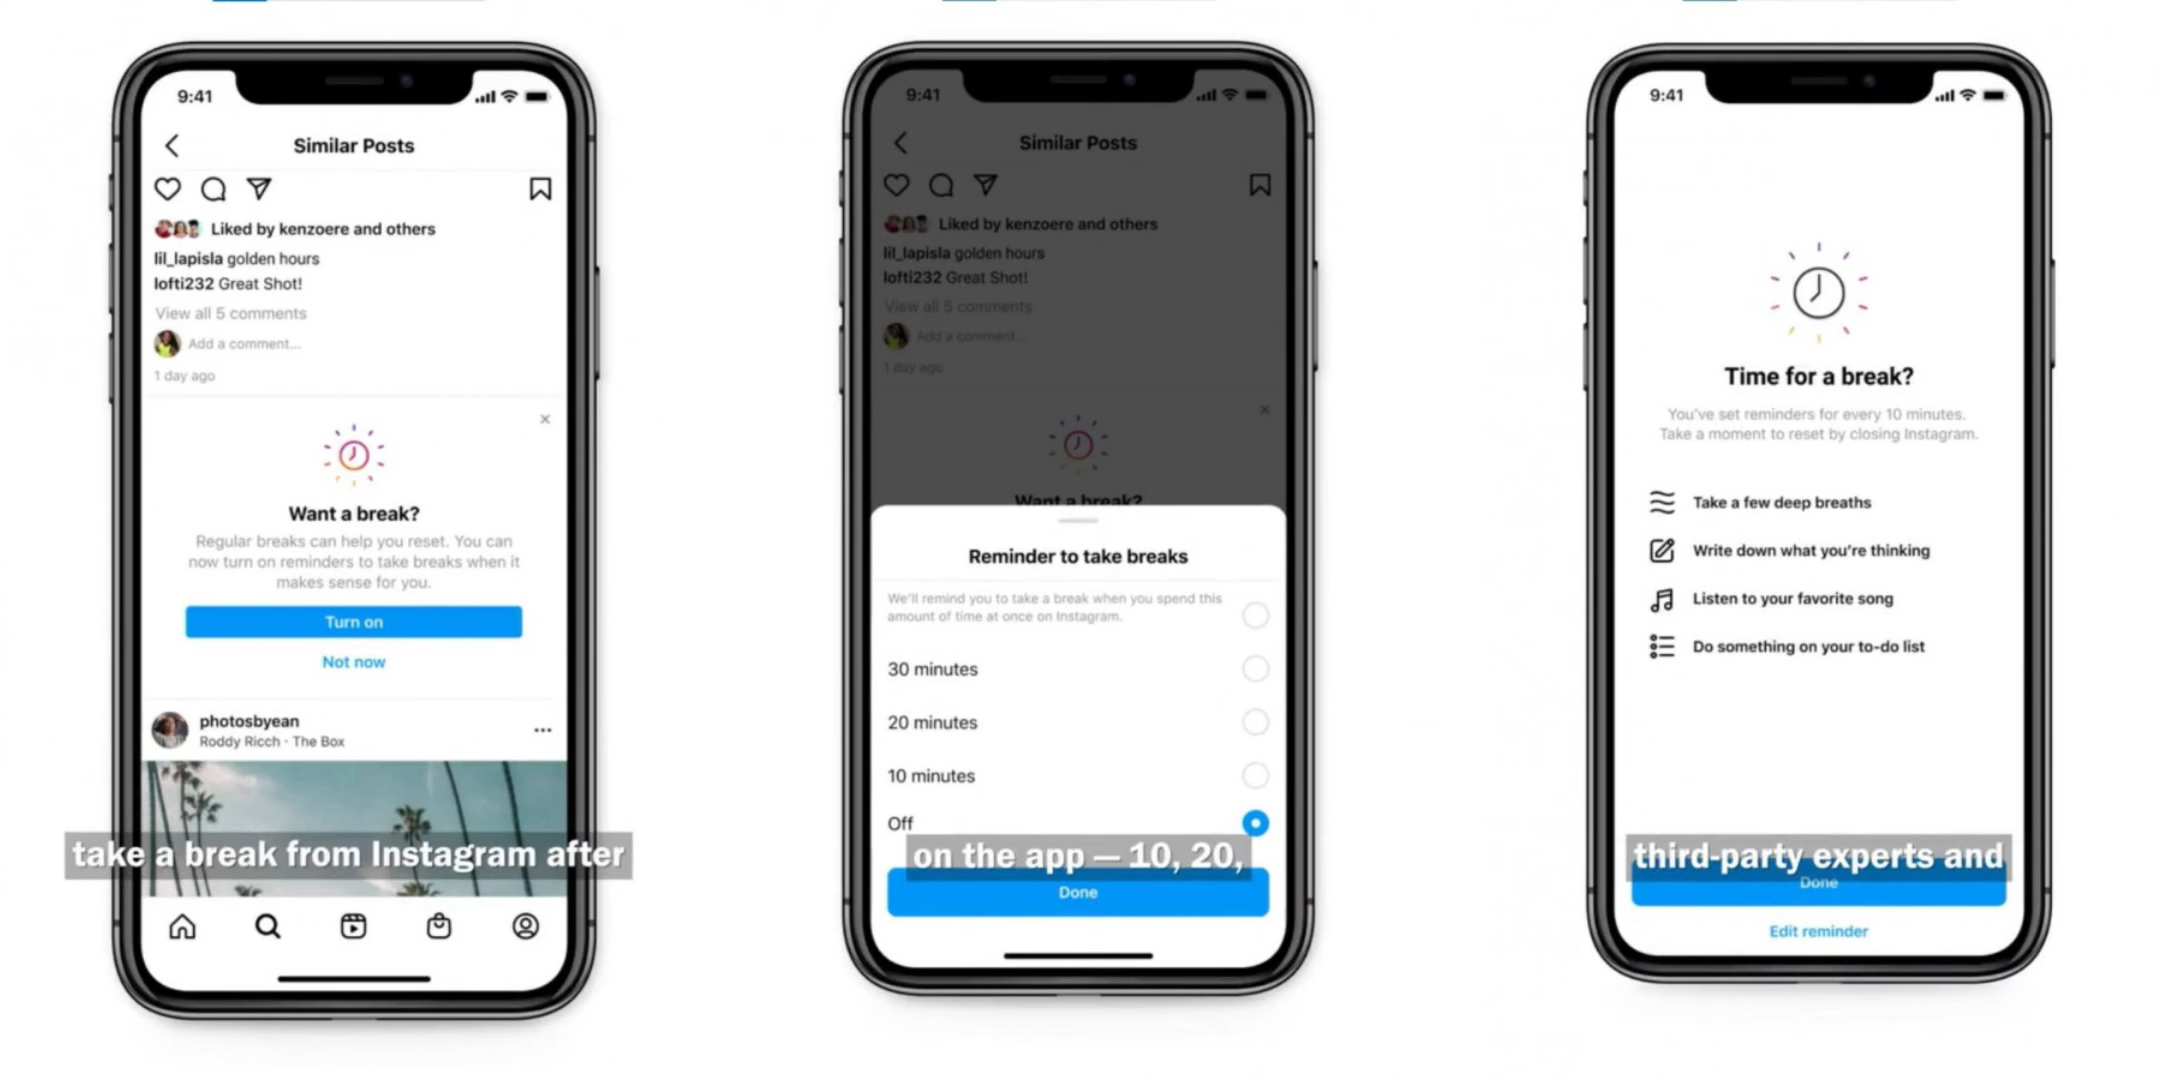 9:41
Similar Posts
Liked by kenzoere and others
lil_lapisla golden hours
lofti232 Great Shot!
View all 5 comments
Add a comment...
1 day ago
Want a break?
Regular breaks can help you reset. You can
now turn on reminders to take breaks when it
makes sense for you.
Turn on
Not now
photosbyean
Roddy Ricch · The Box
take a break from Instagram after
9:41
Similar Posts
Liked by kenzoere and others
lil_lapisla golden hours
lofti232 Great Shot!
View all 5 comments
Add a comment...
1 day ago
Want a break?
Reminder to take breaks
We'll remind you to take a break when you spend this
amount of time at once on Instagram.
30 minutes
20 minutes
10 minutes
Off
on the app — 10, 20,
Done
9:41
Time for a break?
You've set reminders for every 10 minutes.
Take a moment to reset by closing Instagram.
Take a few deep breaths
Write down what you're thinking
Listen to your favorite song
Do something on your to-do list
third-party experts and
Done
Edit reminder